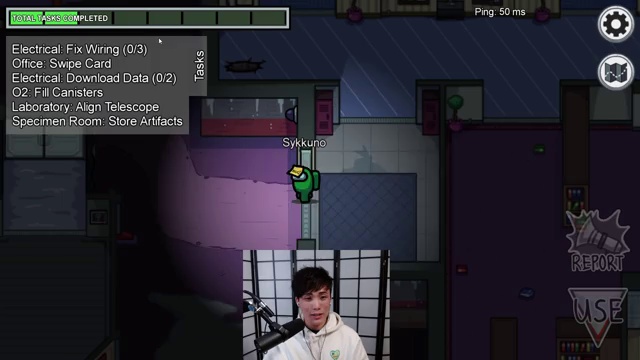 TOTAL TASKS COMPLETED
Ping: 50 ms
Electrical: Fix Wiring (0/3)
Office: Swipe Card
Electrical: Download Data (0/2)
O2: Fill Canisters
Laboratory: Align Telescope
Specimen Room: Store Artifacts
Tasks
Sykkuno
REPORT
USE